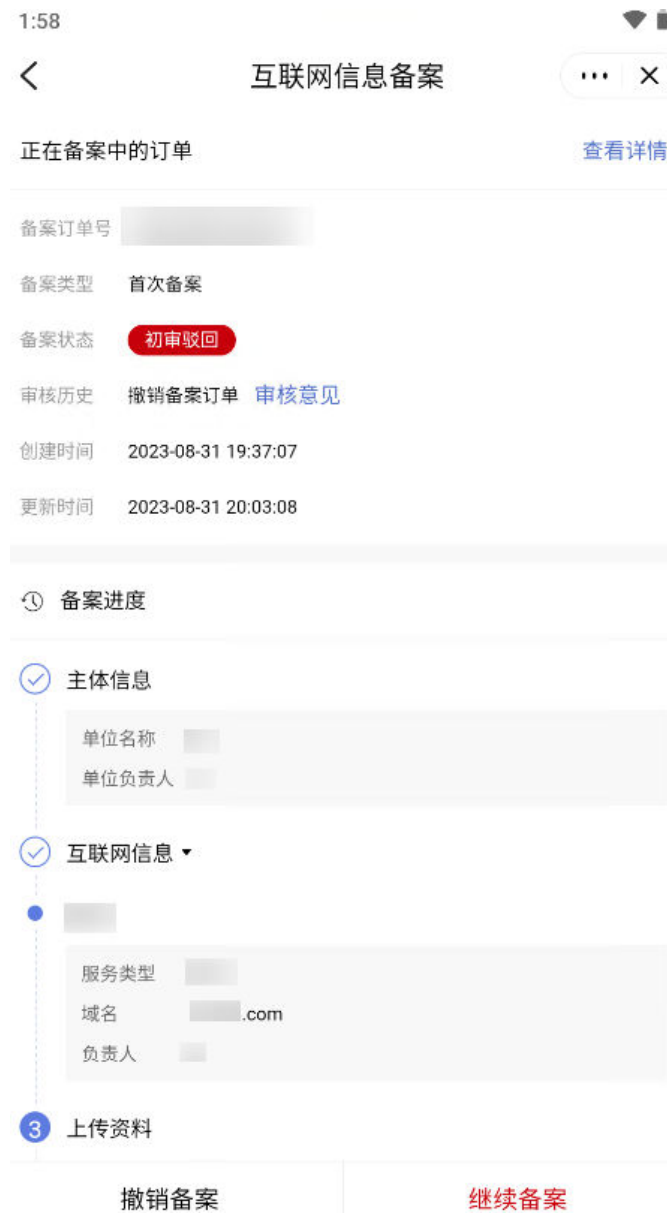 1:58
互联网信息备案
正在备案中的订单 查看详情
备案订单号
备案类型 首次备案
备案状态 初审驳回
审核历史 撤销备案订单 审核意见
创建时间 2023-08-31 19:37:07
更新时间 2023-08-31 20:03:08
备案进度
主体信息
单位名称
单位负责人
互联网信息
服务类型
域名 .com
负责人
3 上传资料
撤销备案 继续备案